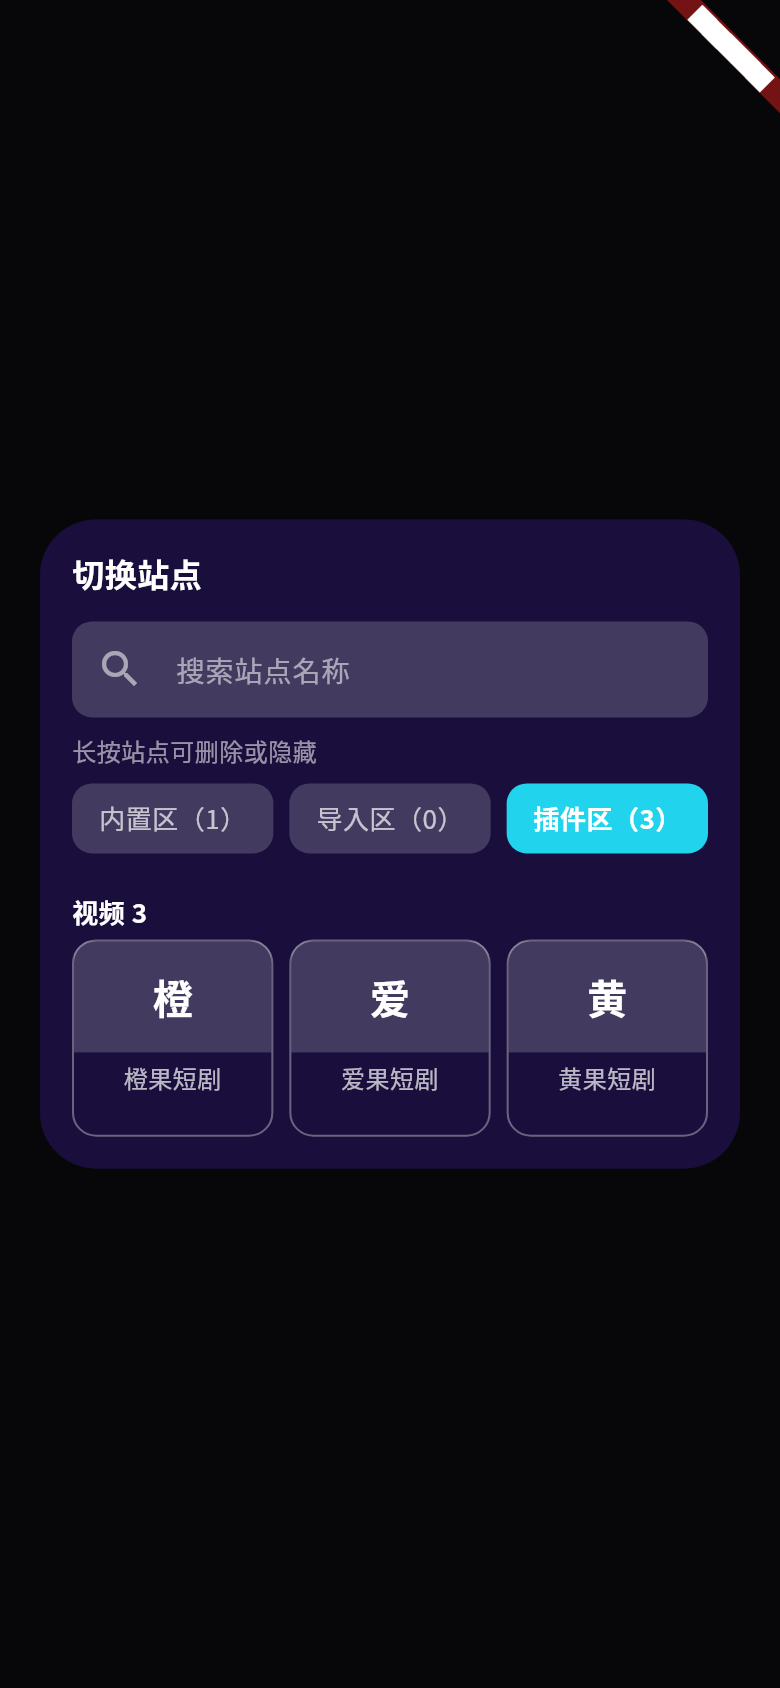 切换站点
搜索站点名称
长按站点可删除或隐藏
内置区（1）
导入区（0）
插件区（3）
视频 3
橙
爱
黄
橙果短剧
爱果短剧
黄果短剧